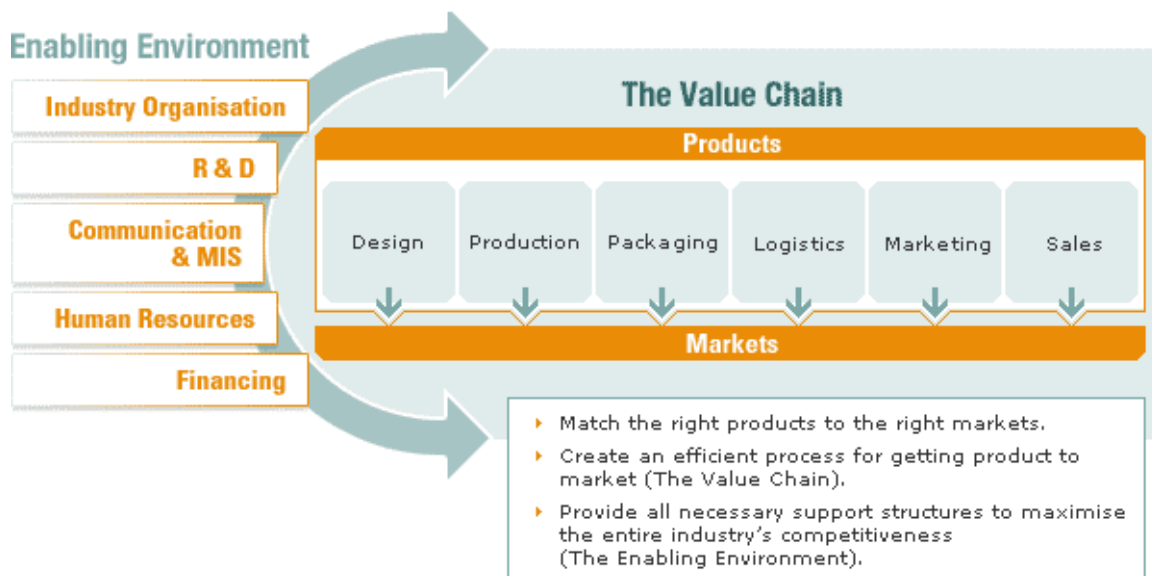 Enabling Environment
Industry Organisation
R & D
Communication
& MIS
Human Resources
Financing
The Value Chain
Products
Design
Production
Packaging
Logistics
Marketing
Sales
Markets
Match the right products to the right markets.
Create an efficient process for getting product to
market (The Value Chain).
Provide all necessary support structures to maximise
the entire industry’s competitiveness
(The Enabling Environment).